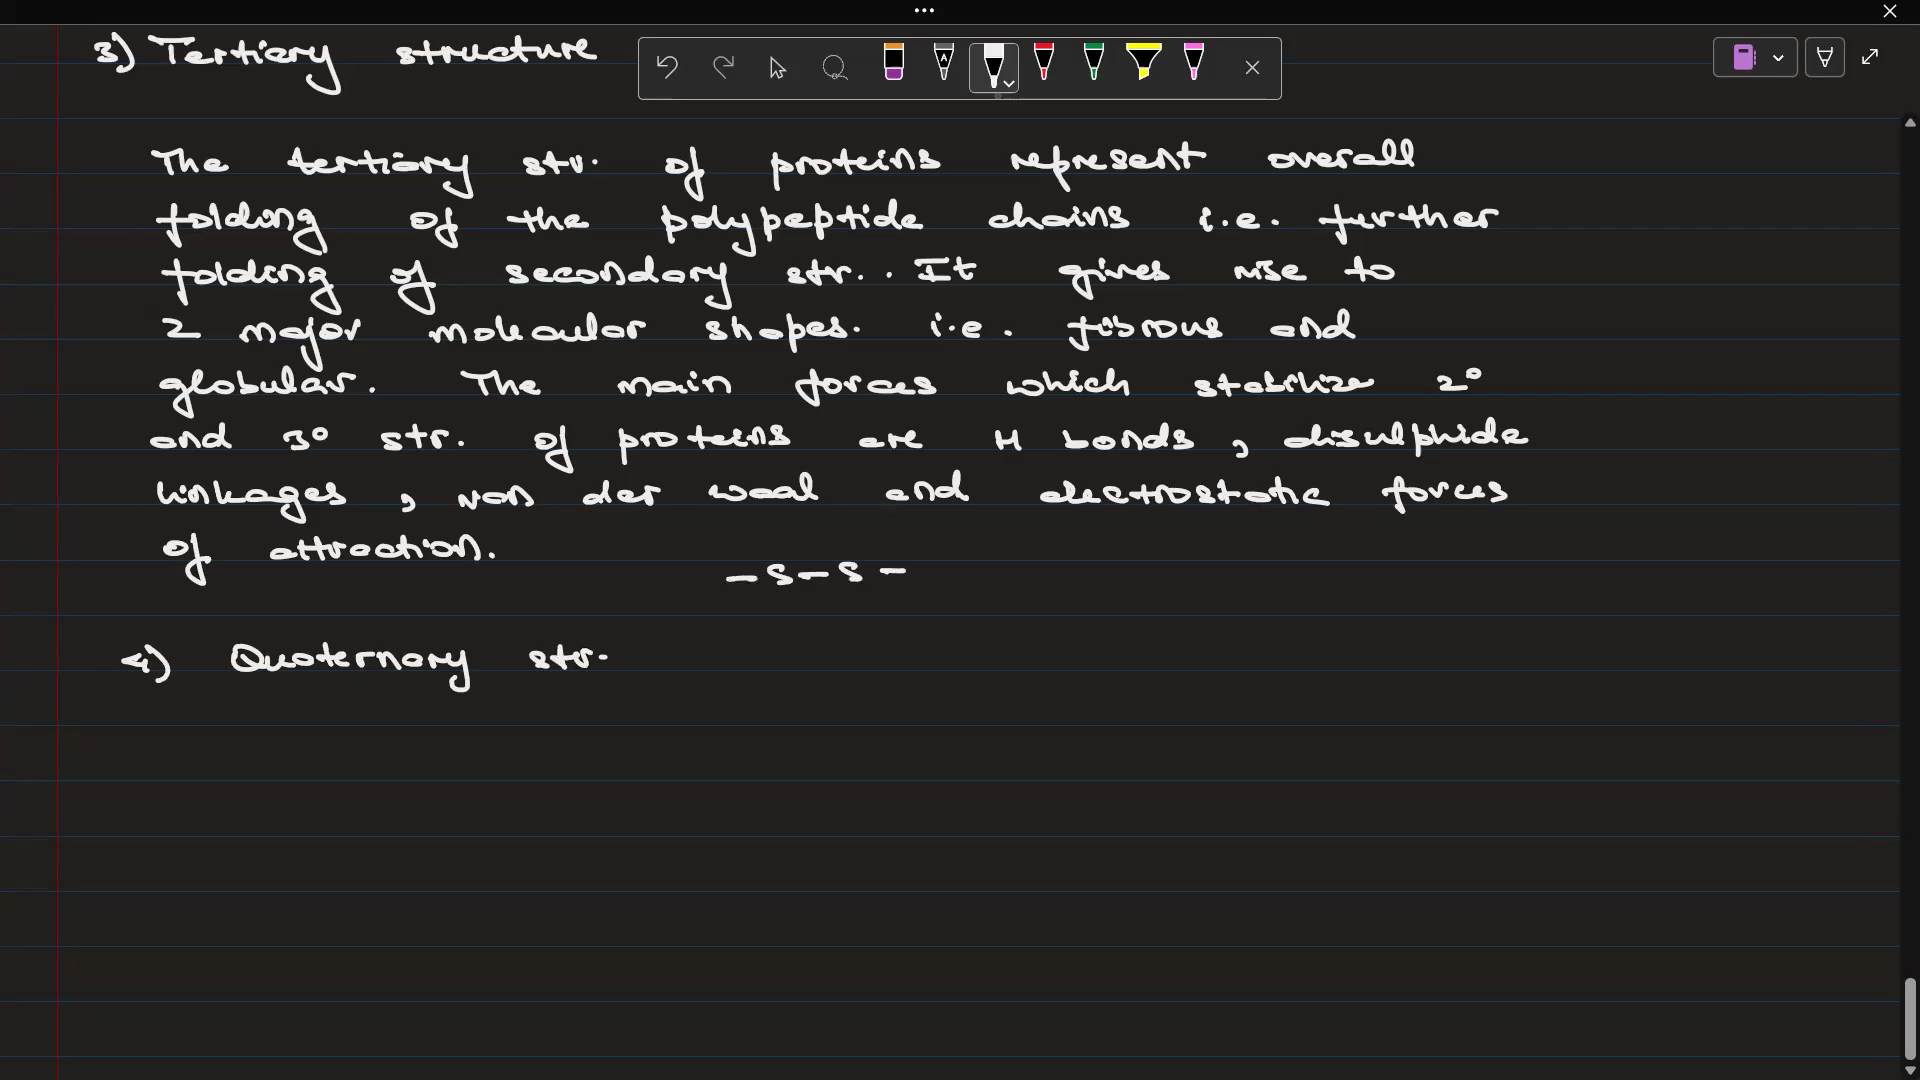 3) Tertiary structure
The tertiary str. of proteins represent overall
folding of the polypeptide chains i.e. further
folding of secondary str.. It gives rise to
2 major molecular shapes. i.e. fibrous and
globular. The main forces which stabilize 2°
and 3° str. of proteins are H bonds, disulphide
linkages, van der waal and electrostatic forces
of attraction.
-S-S-
4) Quaternary str.